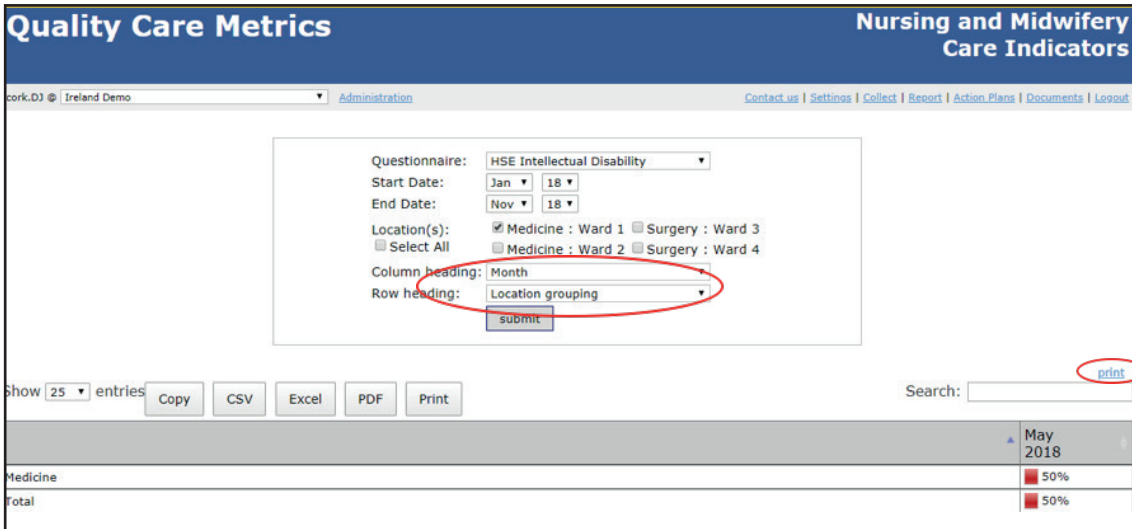 Quality Care Metrics
Nursing and Midwifery
Care Indicators
cork.DJ @ Ireland Demo Administration
Contact us | Settings | Collect | Report | Action Plans | Documents | Logout
Questionnaire: HSE Intellectual Disability
Start Date: Jan 18
End Date: Nov 18
Location(s): Medicine : Ward 1 Surgery : Ward 3
Select All Medicine : Ward 2 Surgery : Ward 4
Column heading: Month
Row heading: Location grouping
submit
print
Show 25 entries Copy CSV Excel PDF Print Search:
May
2018
Medicine 50%
Total 50%